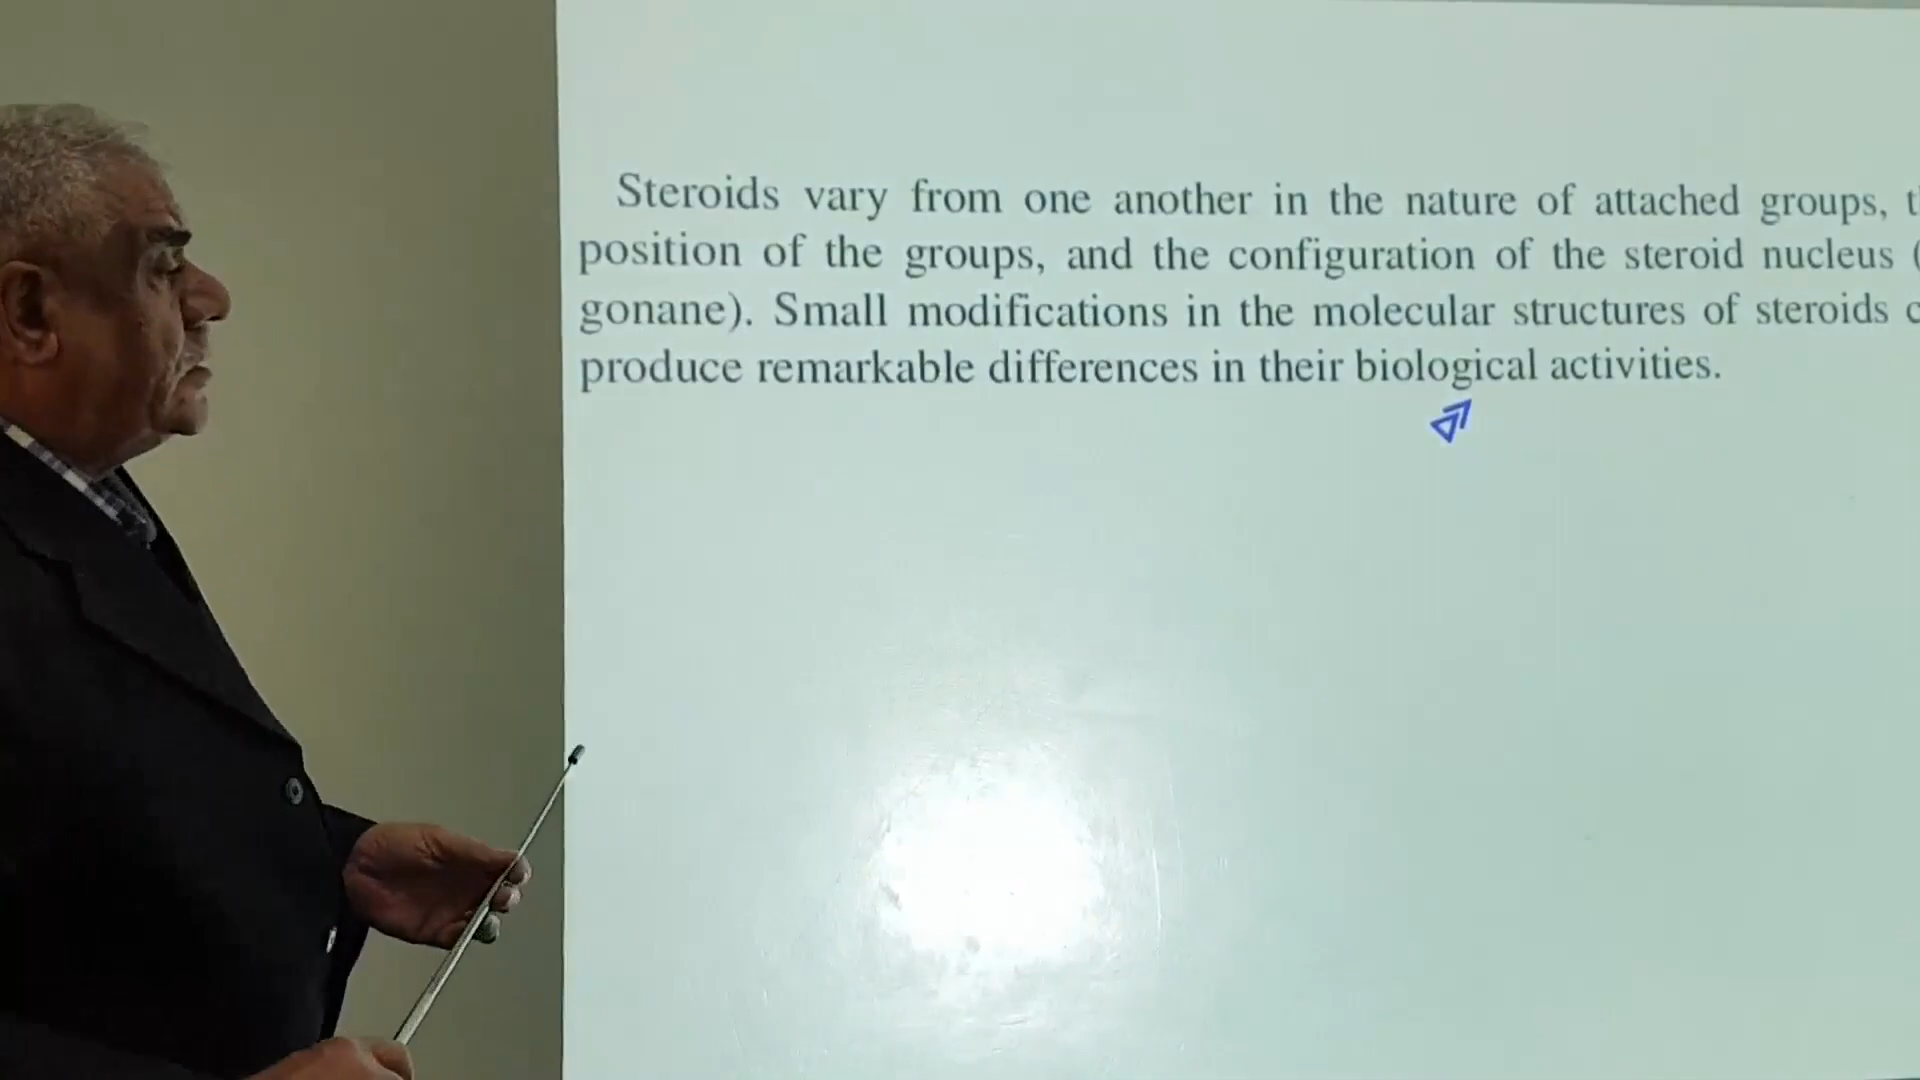 Steroids vary from one another in the nature of attached groups,
position of the groups, and the configuration of the steroid nucleus (
gonane). Small modifications in the molecular structures of steroids
produce remarkable differences in their biological activities.